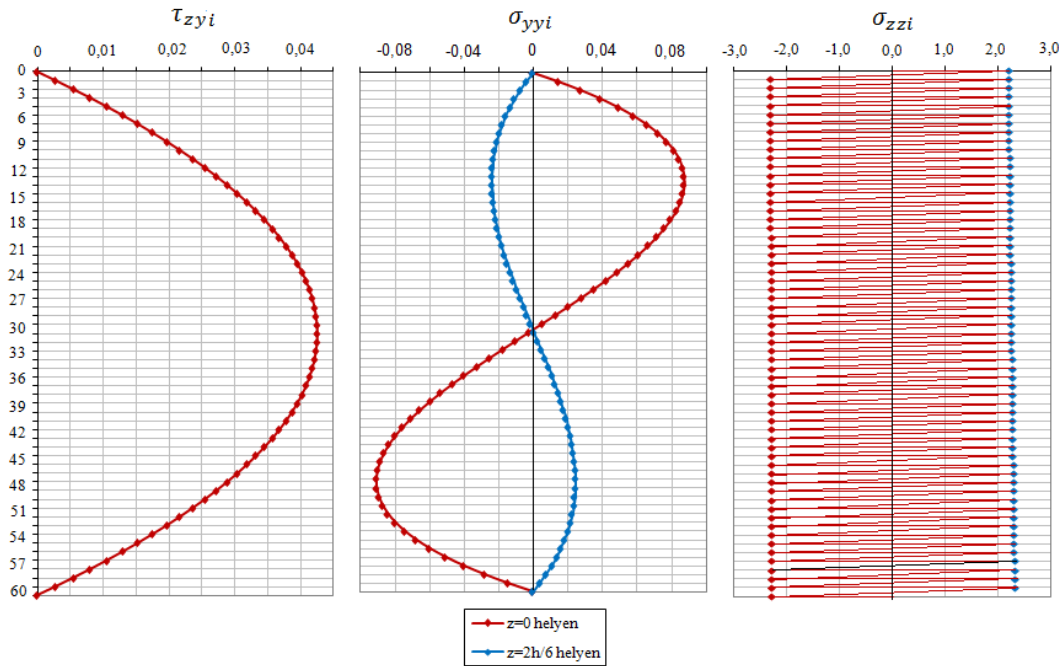 τzyi
σyyi
σzzi
0 0,01 0,02 0,03 0,04
-0,08 -0,04 0 0,04 0,08
-3,0 -2,0 -1,0 0,0 1,0 2,0 3,0
0
3
6
9
12
15
18
21
24
27
30
33
36
39
42
45
48
51
54
57
60
z=0 helyen
z=2h/6 helyen